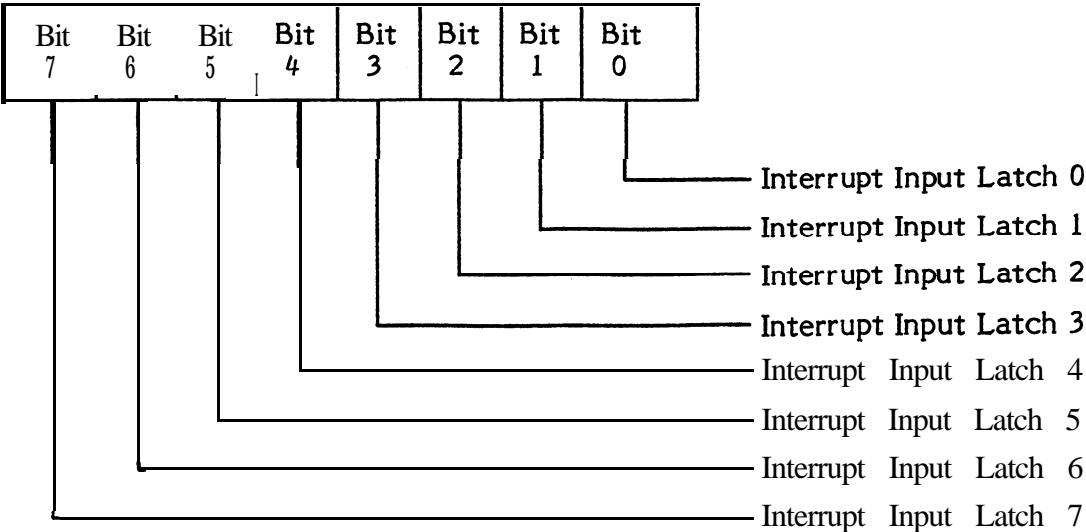 Bit Bit Bit Bit Bit Bit Bit Bit
7 6 5 4 3 2 1 0
Interrupt Input Latch 0
Interrupt Input Latch 1
Interrupt Input Latch 2
Interrupt Input Latch 3
Interrupt Input Latch 4
Interrupt Input Latch 5
Interrupt Input Latch 6
Interrupt Input Latch 7